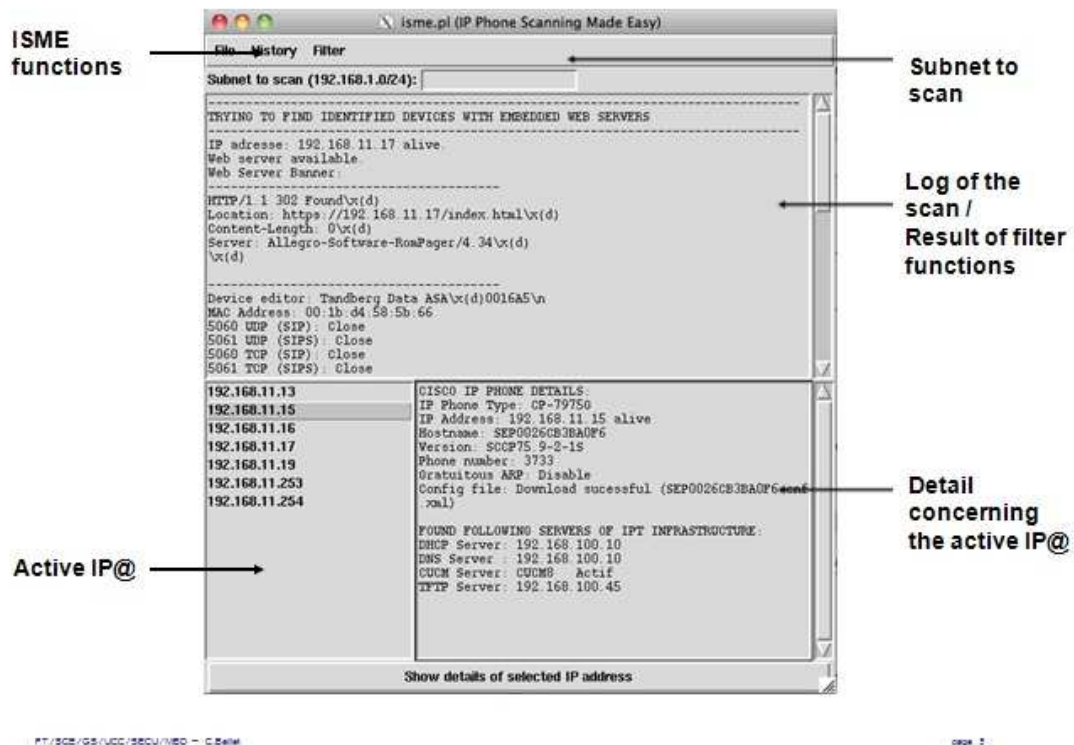 isme.pl (IP Phone Scanning Made Easy)
ISME
functions
File History Filter
Subnet to scan (192.168.1.0/24):
Subnet to
scan
TRYING TO FIND IDENTIFIED DEVICES WITH EMBEDDED WEB SERVERS
IP adresse: 192.168.11.17 alive.
Web server available.
Web Server Banner:
HTTP/1.1 302 Found\x(d)
Location: https://192.168.11.17/index.html\x(d)
Content-Length: 0\x(d)
Server: Allegro-Software-RomPager/4.34\x(d)
\x(d)
Log of the
scan /
Result of filter
functions
Device editor: Tandberg Data ASA\x(d)0016A5\n
MAC Address: 00:1b:d4:58:5b:66
5060 UDP (SIP): Close
5061 UDP (SIPS): Close
5060 TCP (SIP): Close
5061 TCP (SIPS): Close
192.168.11.13
192.168.11.15
192.168.11.16
192.168.11.17
192.168.11.19
192.168.11.253
192.168.11.254
CISCO IP PHONE DETAILS:
IP Phone Type: CP-7975G
IP Address: 192.168.11.15 alive
Hostname: SEP0026CB3BA0F6
Version: SCCP75.9-2-1S
Phone number: 3733
Gratuitous ARP: Disable
Config file: Download sucessful (SEP0026CB3BA0F6.cnf
.xml)
FOUND FOLLOWING SERVERS OF IPT INFRASTRUCTURE:
DHCP Server: 192.168.100.10
DNS Server : 192.168.100.10
CUCM Server: CUCM8 Actif
TFTP Server: 192.168.100.45
Detail
concerning
the active IP@
Active IP@
Show details of selected IP address
page 5